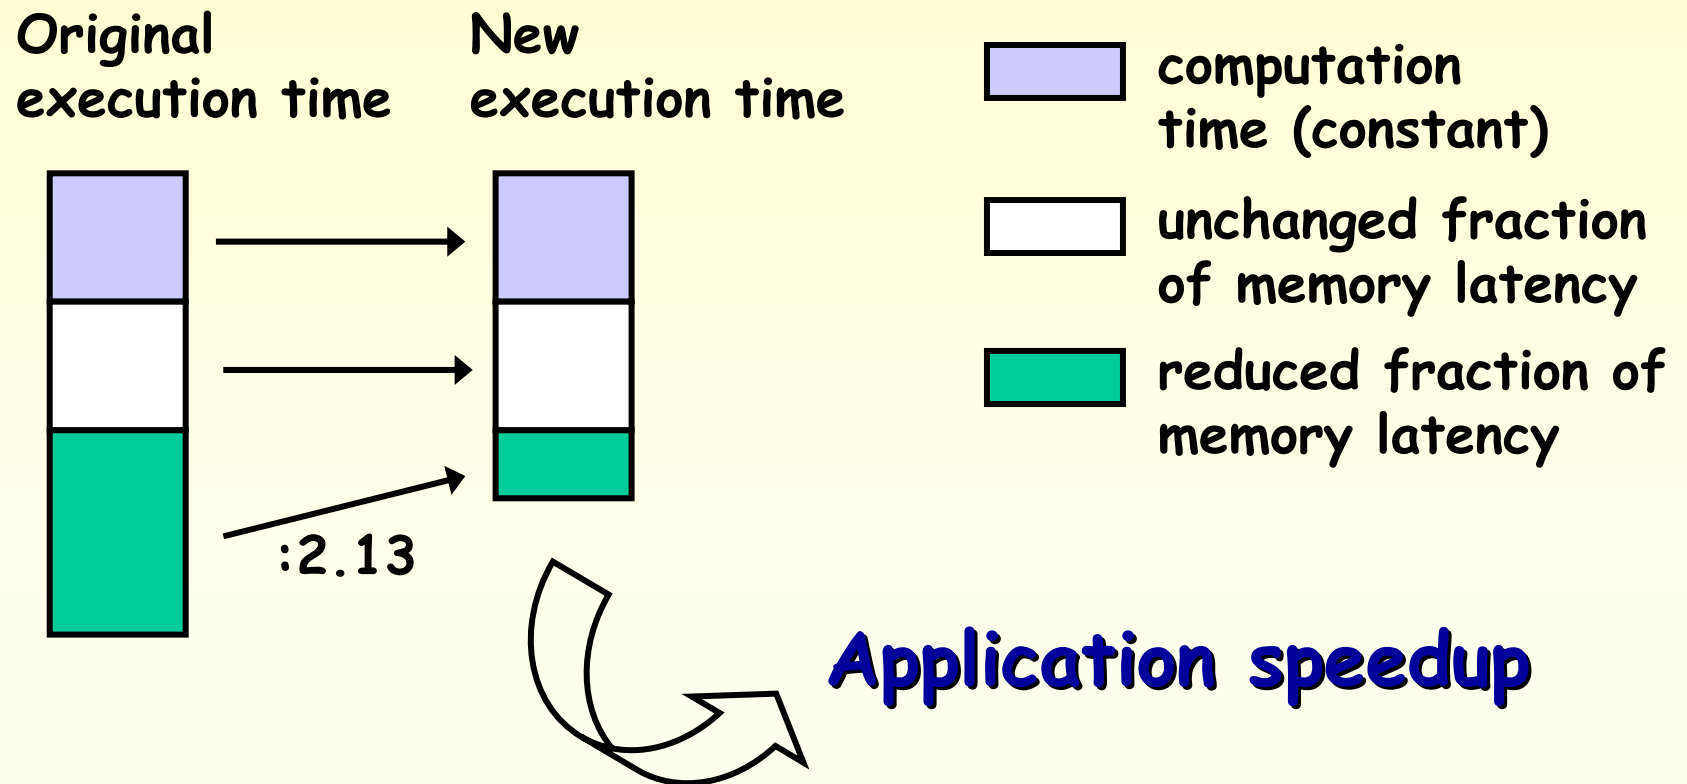 Original
execution time
New
execution time
computation
time (constant)
unchanged fraction
of memory latency
reduced fraction of
memory latency
:2.13
Application speedup